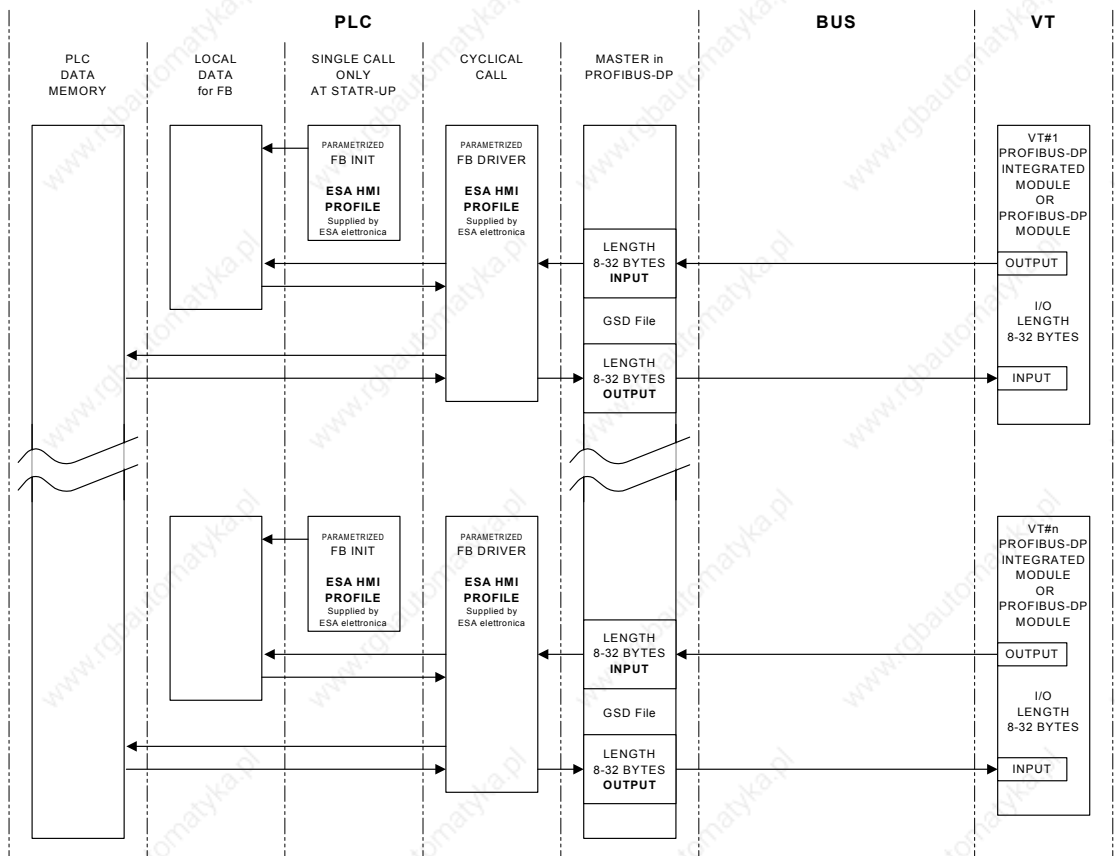 PLC
BUS
VT
PLC
DATA
MEMORY
LOCAL
DATA
for FB
SINGLE CALL
ONLY
AT STATR-UP
CYCLICAL
CALL
MASTER in
PROFIBUS-DP
PARAMETRIZED
FB INIT
ESA HMI
PROFILE
Supplied by
ESA elettronica
PARAMETRIZED
FB DRIVER
ESA HMI
PROFILE
Supplied by
ESA elettronica
LENGTH
8-32 BYTES
INPUT
GSD File
LENGTH
8-32 BYTES
OUTPUT
VT#1
PROFIBUS-DP
INTEGRATED
MODULE
OR
PROFIBUS-DP
MODULE
OUTPUT
I/O
LENGTH
8-32 BYTES
INPUT
PARAMETRIZED
FB INIT
ESA HMI
PROFILE
Supplied by
ESA elettronica
PARAMETRIZED
FB DRIVER
ESA HMI
PROFILE
Supplied by
ESA elettronica
LENGTH
8-32 BYTES
INPUT
GSD File
LENGTH
8-32 BYTES
OUTPUT
VT#n
PROFIBUS-DP
INTEGRATED
MODULE
OR
PROFIBUS-DP
MODULE
OUTPUT
I/O
LENGTH
8-32 BYTES
INPUT
www.rgbautomatyka.pl